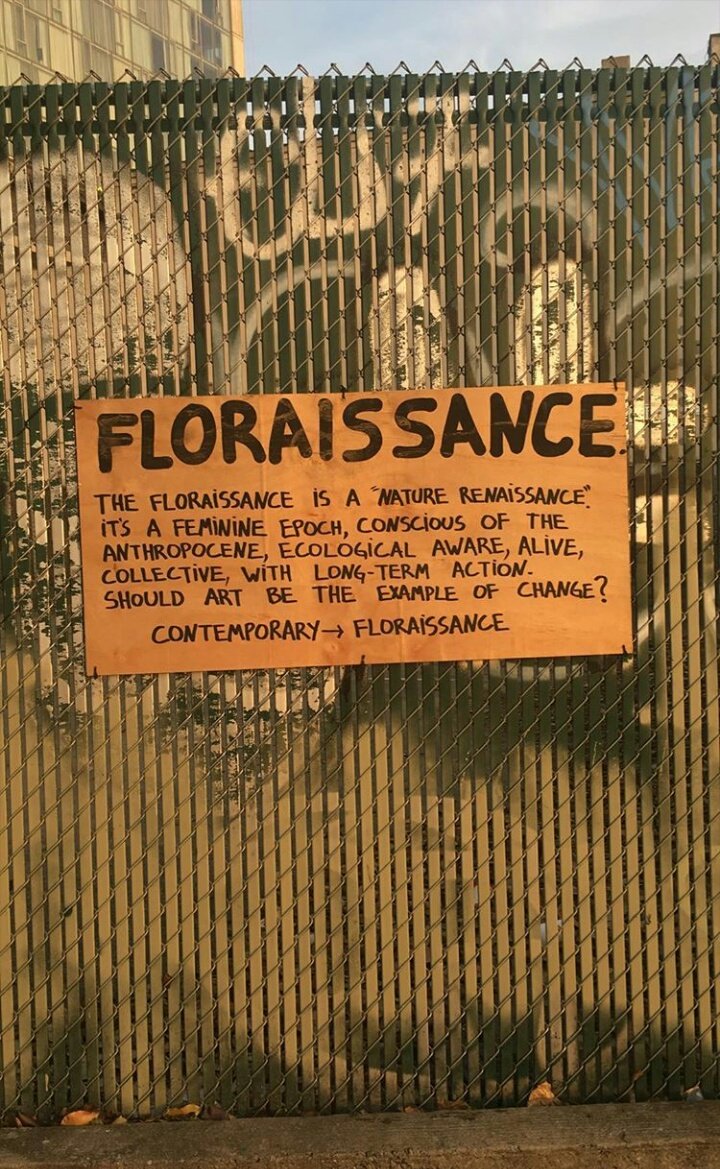 FLORAISSANCE.
THE FLORAiSSANCE iS A "NATURE RENAiSSANCE".
iT'S A FEMININE EPOCH, CONSCIOUS OF THE
ANTHROPOCENE, ECOLOGICAL AWARE, ALIVE,
COLLECTIVE, WITH LONG-TERM ACTION.
SHOULD ART BE THE EXAMPLE OF CHANGE?
CONTEMPORARY→ FLORAiSSANCE